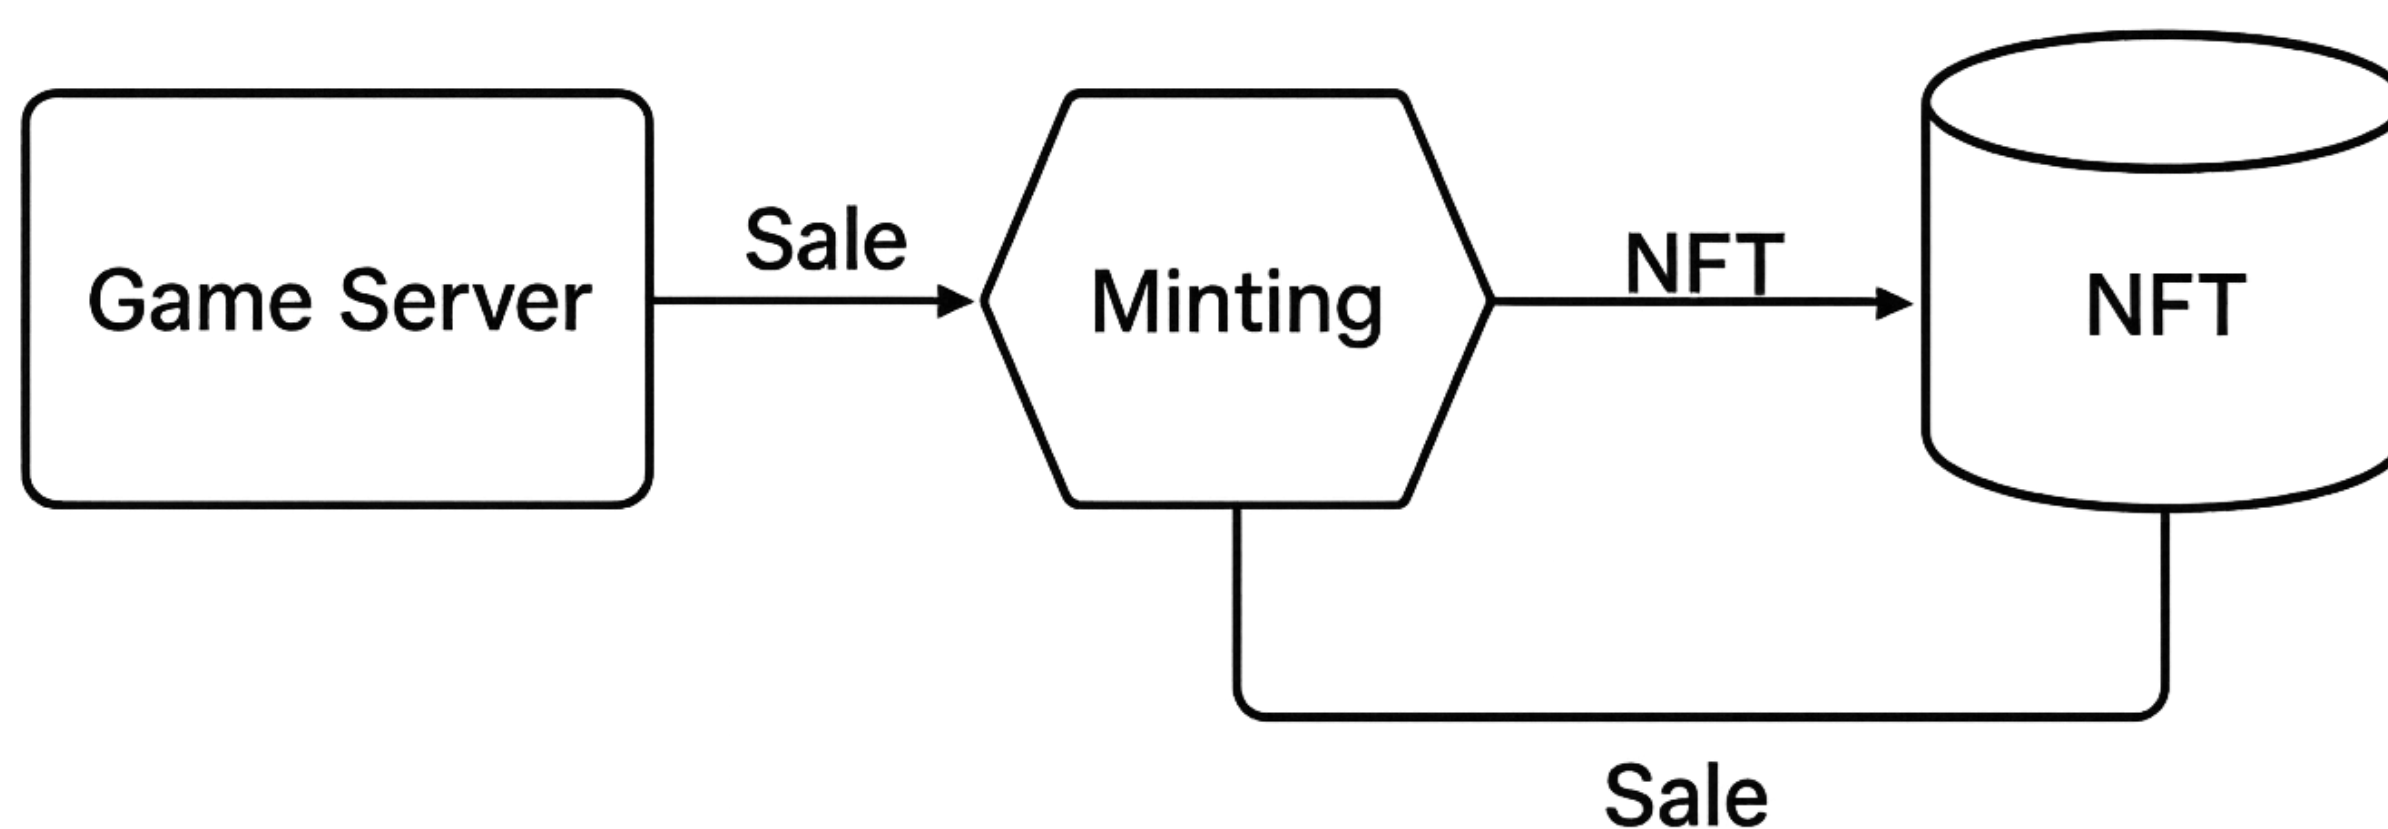 Game Server
Sale
Minting
NFT
NFT
Sale